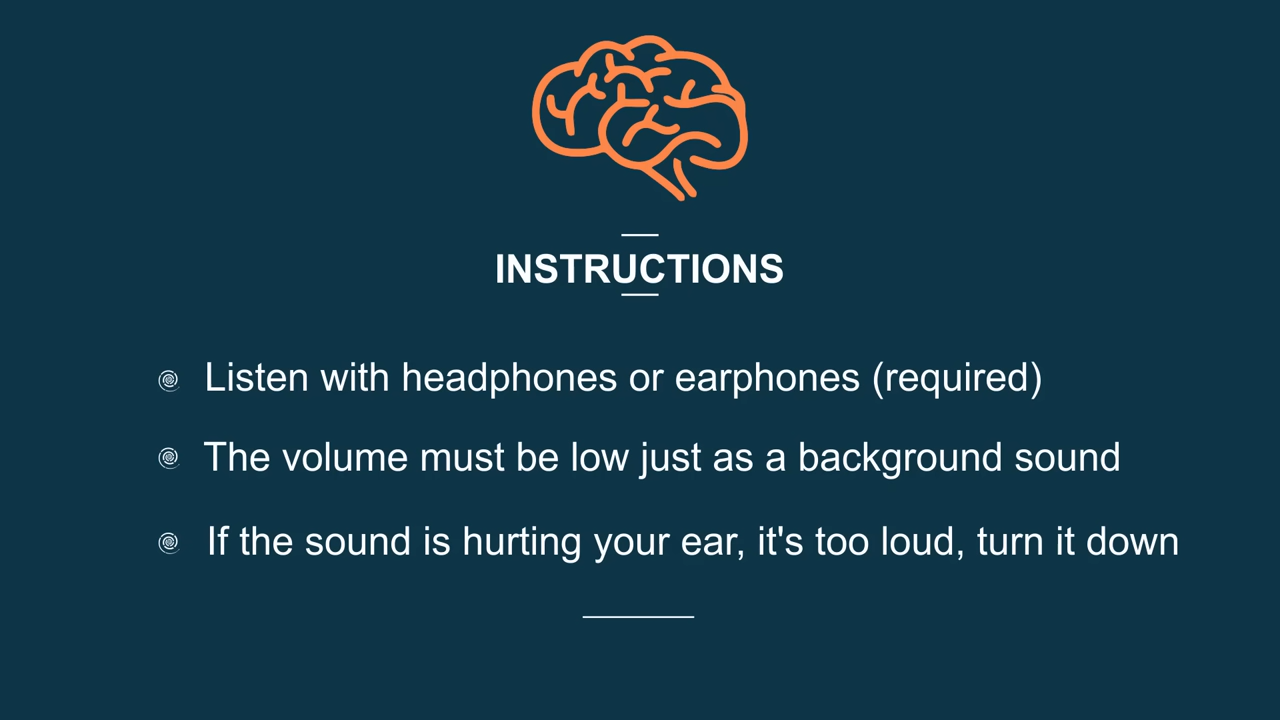 INSTRUCTIONS
Listen with headphones or earphones (required)
The volume must be low just as a background sound
If the sound is hurting your ear, it's too loud, turn it down